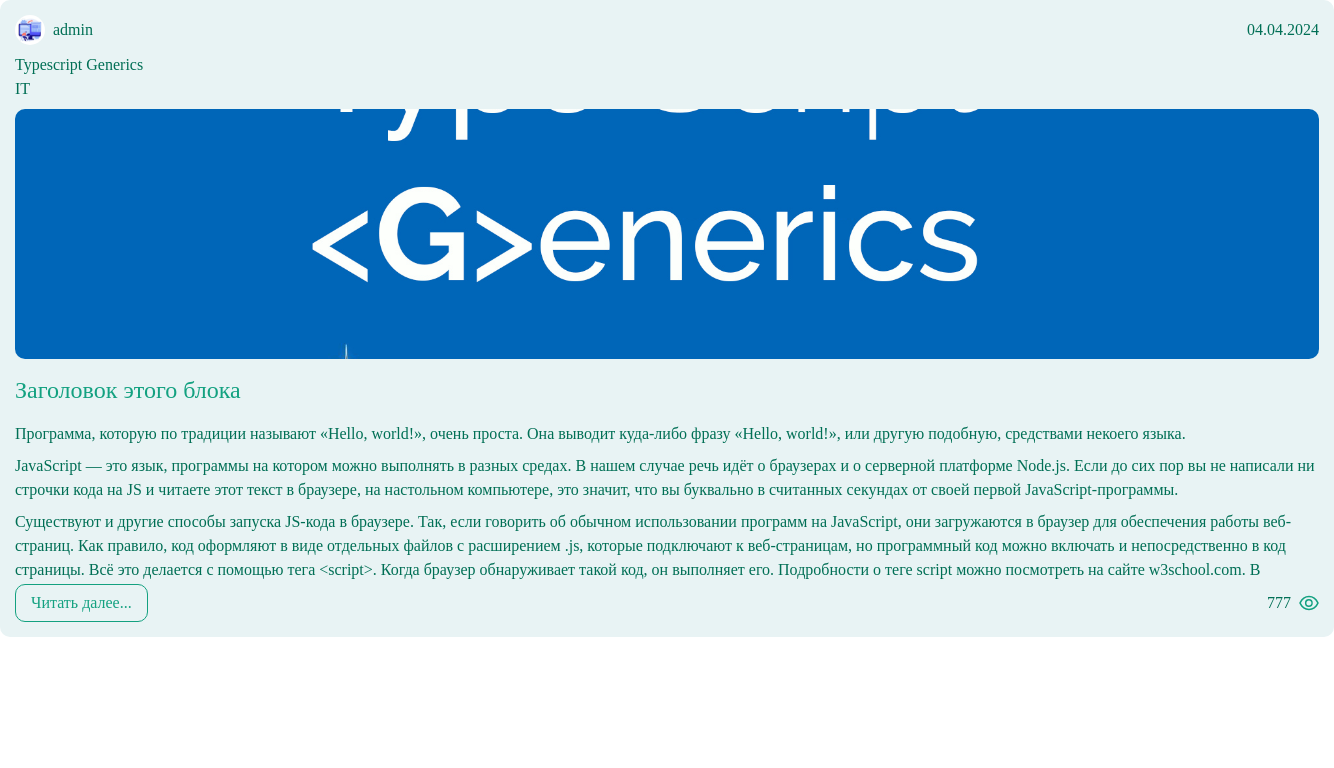 admin
04.04.2024
Typescript Generics
IT
Type Script
<G>enerics
Заголовок этого блока
Программа, которую по традиции называют «Hello, world!», очень проста. Она выводит куда-либо фразу «Hello, world!», или другую подобную, средствами некоего языка.
JavaScript — это язык, программы на котором можно выполнять в разных средах. В нашем случае речь идёт о браузерах и о серверной платформе Node.js. Если до сих пор вы не написали ни
строчки кода на JS и читаете этот текст в браузере, на настольном компьютере, это значит, что вы буквально в считанных секундах от своей первой JavaScript-программы.
Существуют и другие способы запуска JS-кода в браузере. Так, если говорить об обычном использовании программ на JavaScript, они загружаются в браузер для обеспечения работы веб-
страниц. Как правило, код оформляют в виде отдельных файлов с расширением .js, которые подключают к веб-страницам, но программный код можно включать и непосредственно в код
страницы. Всё это делается с помощью тега <script>. Когда браузер обнаруживает такой код, он выполняет его. Подробности о теге script можно посмотреть на сайте w3school.com. В
Читать далее...
777